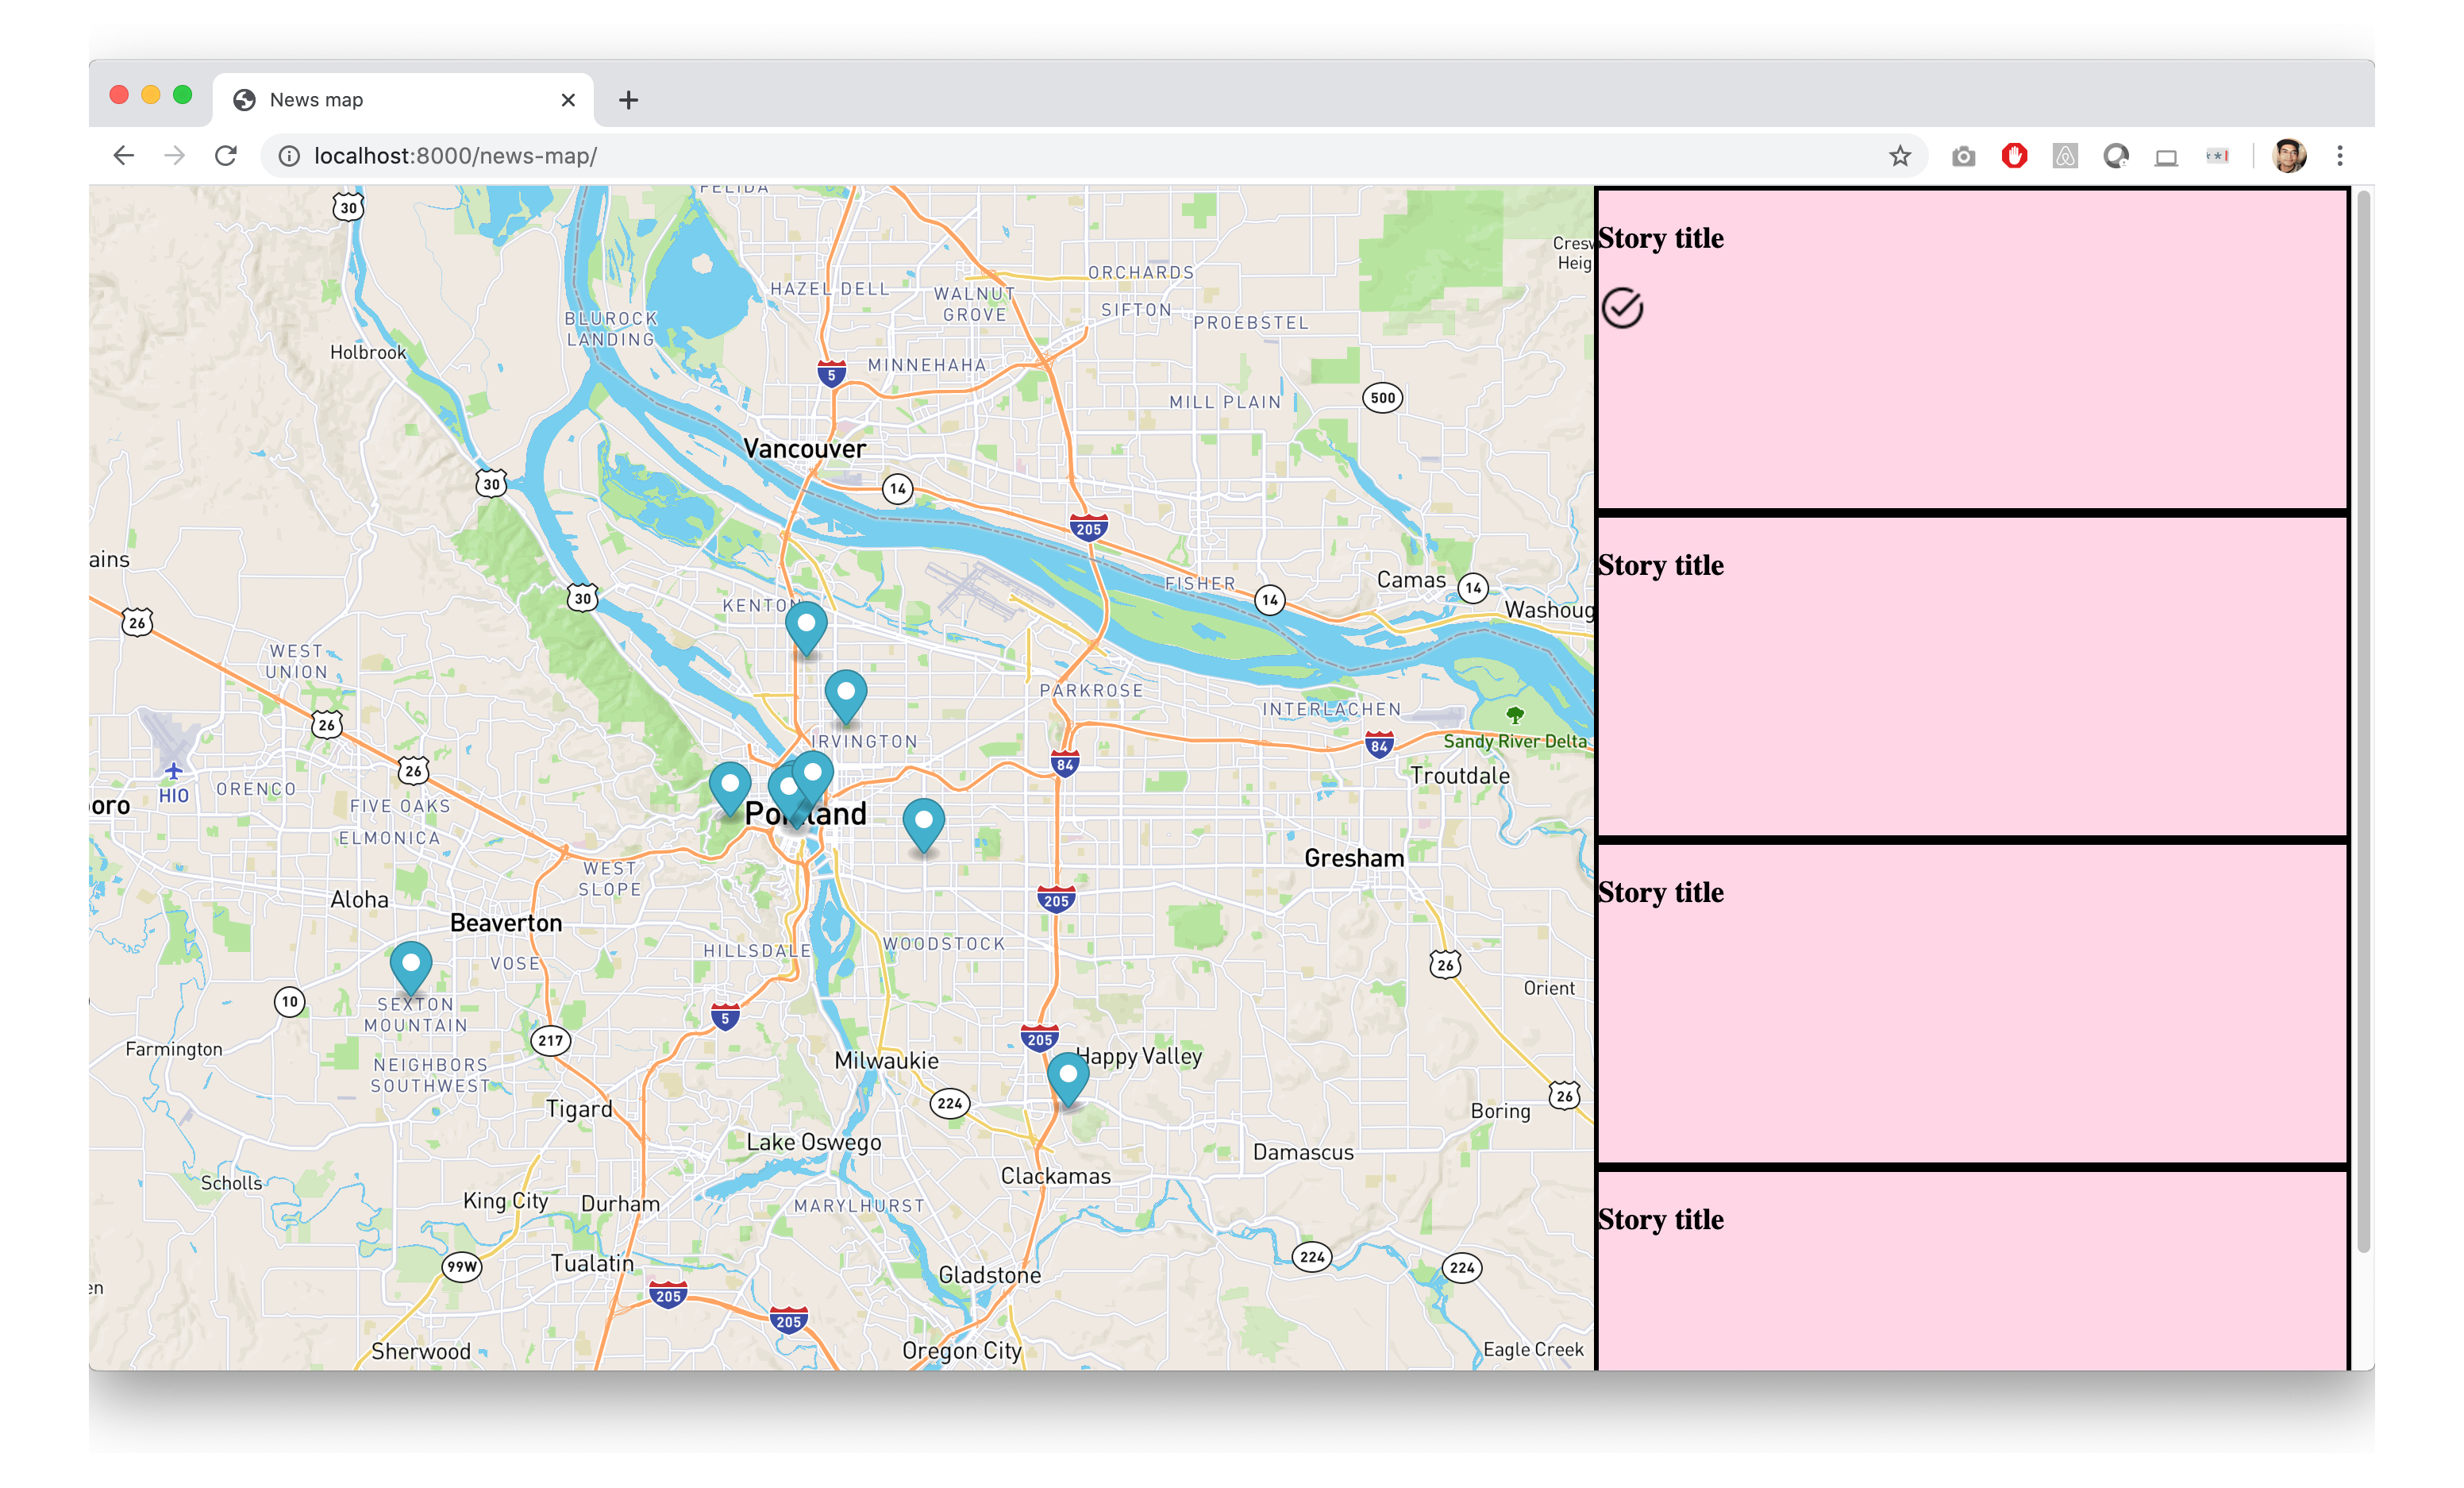 News map
localhost:8000/news-map/
FELIDA
30
Story title
ORCHARDS
HAZEL DELL
WALNUT
GROVE
SIFTON
PROEBSTEL
BLUROCK
LANDING
Holbrook
MINNEHAHA
5
MILL PLAIN
500
Vancouver
30
14
205
ains
Story title
FISHER
Camas
14
14
30
KENTON
26
WEST
UNION
PARKROSE
INTERLACHEN
26
IRVINGTON
84
Sandy River Delta
84
26
Troutdale
HIO
ORENCO
FIVE OAKS
oro
ELMONICA
Gresham
WEST
SLOPE
Aloha
205
Story title
Beaverton
HILLSDALE
WOODSTOCK
VOSE
26
Orient
10
SEXTON
MOUNTAIN
5
217
205
Farmington
NEIGHBORS
SOUTHWEST
Milwaukie
Happy Valley
224
26
Tigard
Boring
Lake Oswego
Damascus
Clackamas
Scholls
King City
Durham
MARYLHURST
Story title
99W
Tualatin
224
224
Gladstone
en
205
205
Sherwood
Oregon City
Eagle Creek